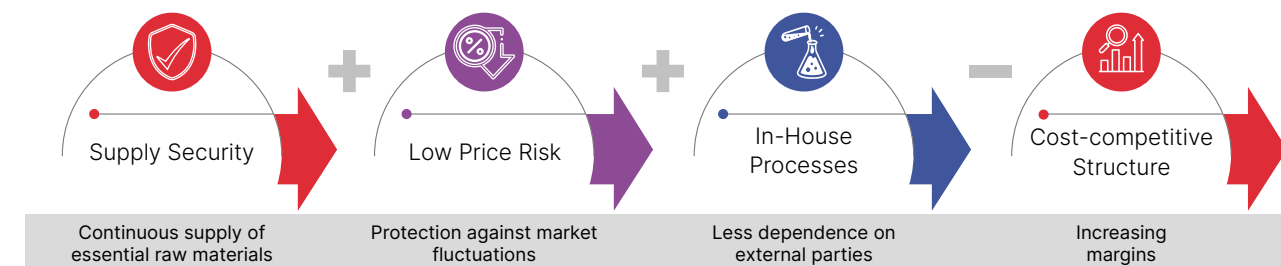 Supply Security
Low Price Risk
In-House
Processes
Cost-competitive
Structure
Continuous supply of
essential raw materials
Protection against market
fluctuations
Less dependence on
external parties
Increasing
margins